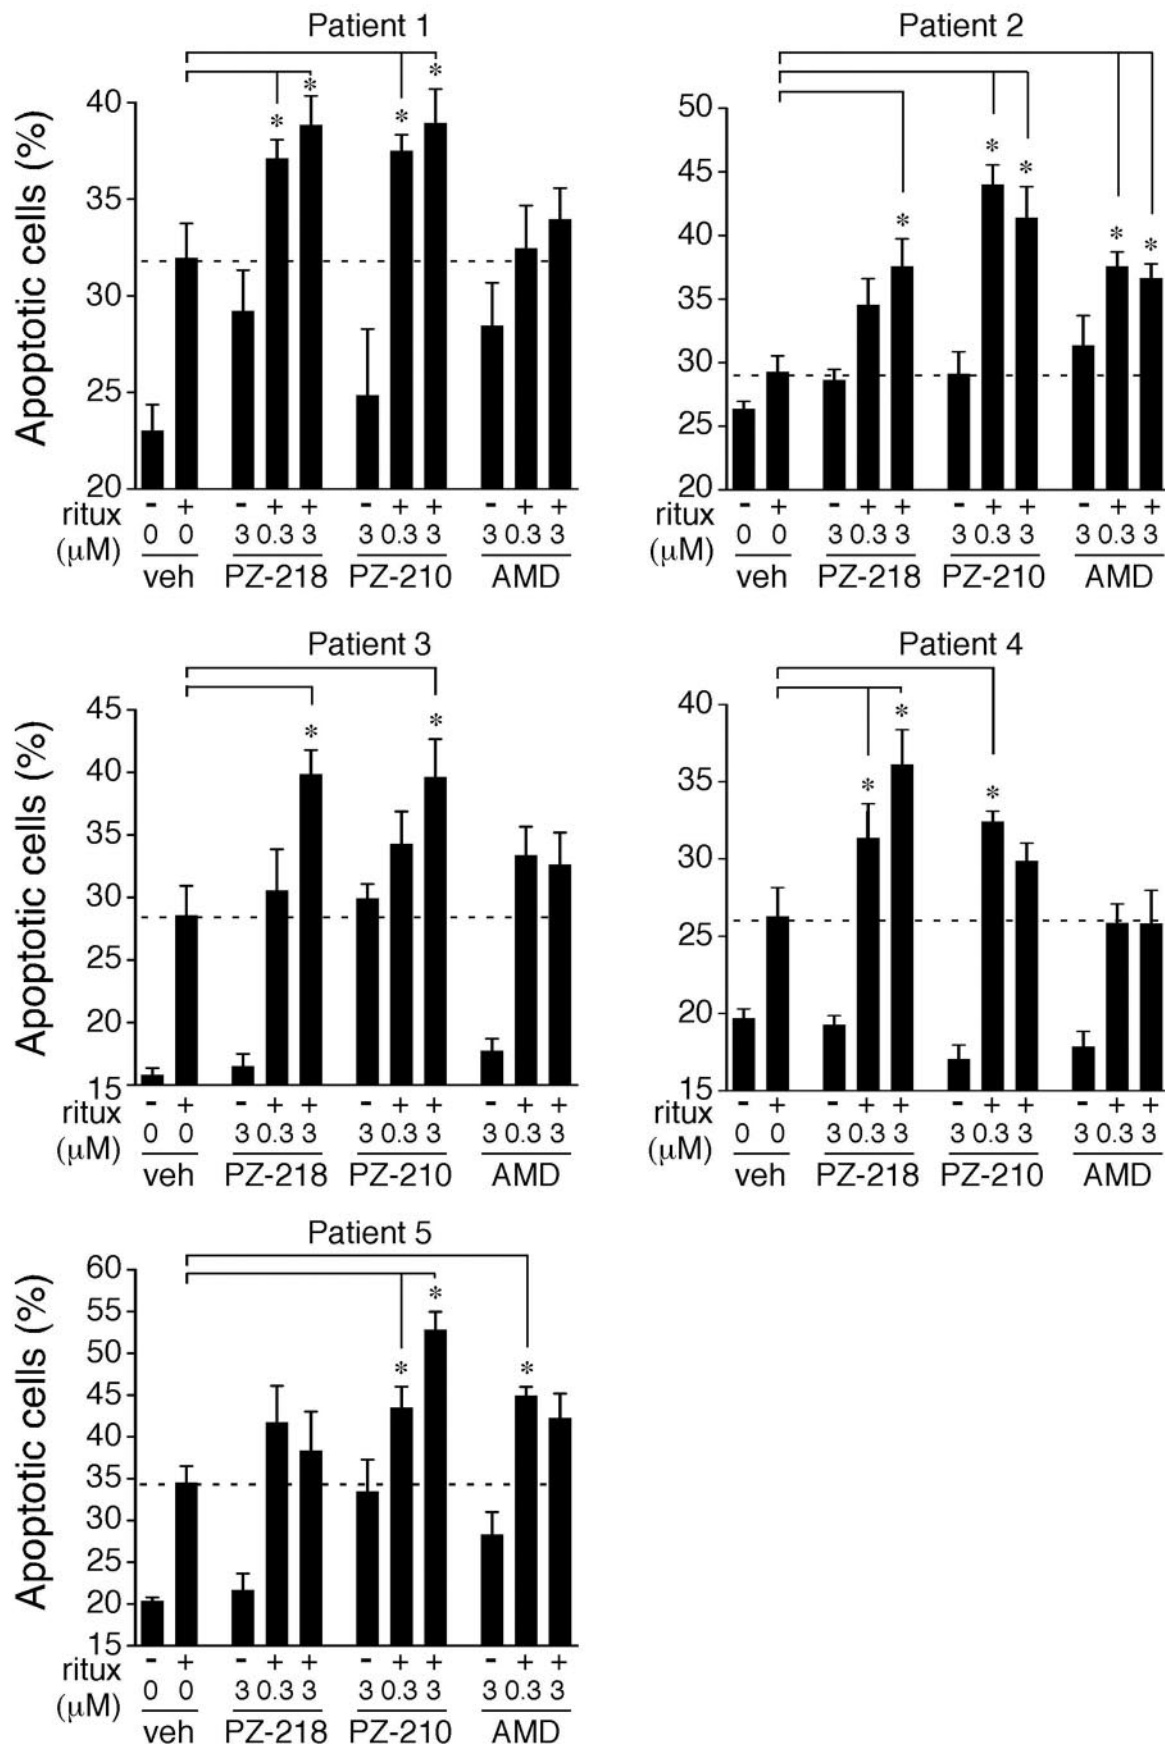 Patient 1
Apoptotic cells (%)
40
35
30
25
20
* * * *
ritux - + - + + - + + - + +
(µM) 0 0 3 0.3 3 3 0.3 3 3 0.3 3
veh PZ-218 PZ-210 AMD
Patient 2
50
45
40
35
30
25
20
* * * * *
ritux - + - + + - + + - + +
(µM) 0 0 3 0.3 3 3 0.3 3 3 0.3 3
veh PZ-218 PZ-210 AMD
Patient 3
Apoptotic cells (%)
45
40
35
30
25
20
15
* *
ritux - + - + + - + + - + +
(µM) 0 0 3 0.3 3 3 0.3 3 3 0.3 3
veh PZ-218 PZ-210 AMD
Patient 4
40
35
30
25
20
15
* * *
ritux - + - + + - + + - + +
(µM) 0 0 3 0.3 3 3 0.3 3 3 0.3 3
veh PZ-218 PZ-210 AMD
Patient 5
Apoptotic cells (%)
60
55
50
45
40
35
30
25
20
15
* * *
ritux - + - + + - + + - + +
(µM) 0 0 3 0.3 3 3 0.3 3 3 0.3 3
veh PZ-218 PZ-210 AMD